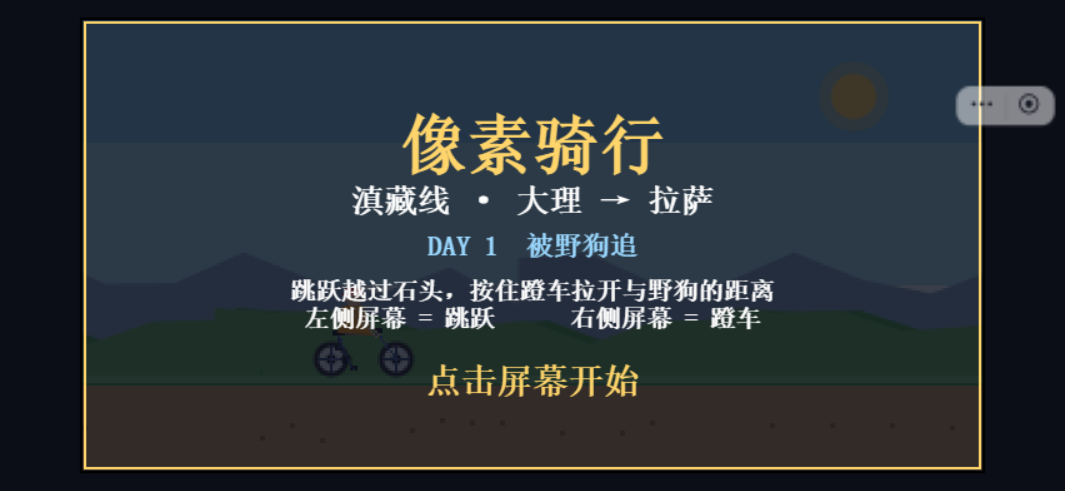 像素骑行
滇藏线 · 大理 → 拉萨
DAY 1 被野狗追
跳跃越过石头，按住蹬车拉开与野狗的距离
左侧屏幕 = 跳跃 右侧屏幕 = 蹬车
点击屏幕开始